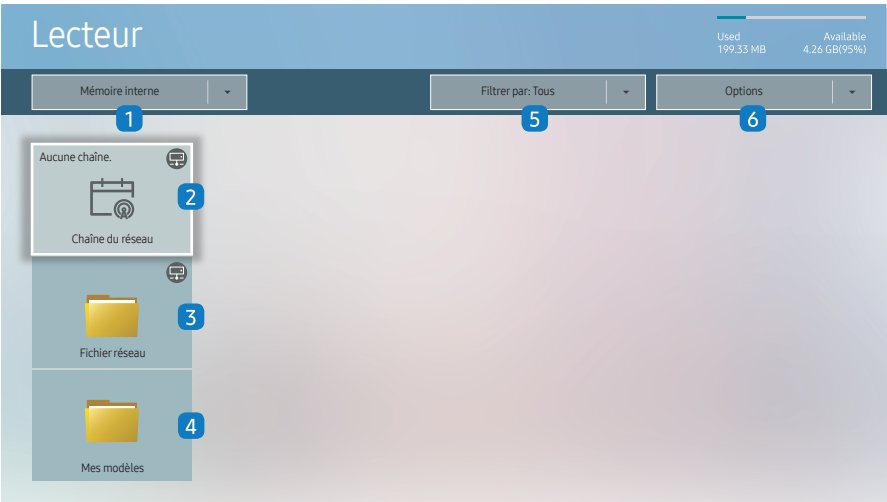 Lecteur
Used
199.33 MB
Available
4.26 GB(95%)
Mémoire interne
Filtrer par: Tous
Options
1
5
6
Aucune chaîne.
2
Chaîne du réseau
3
Fichier réseau
4
Mes modèles